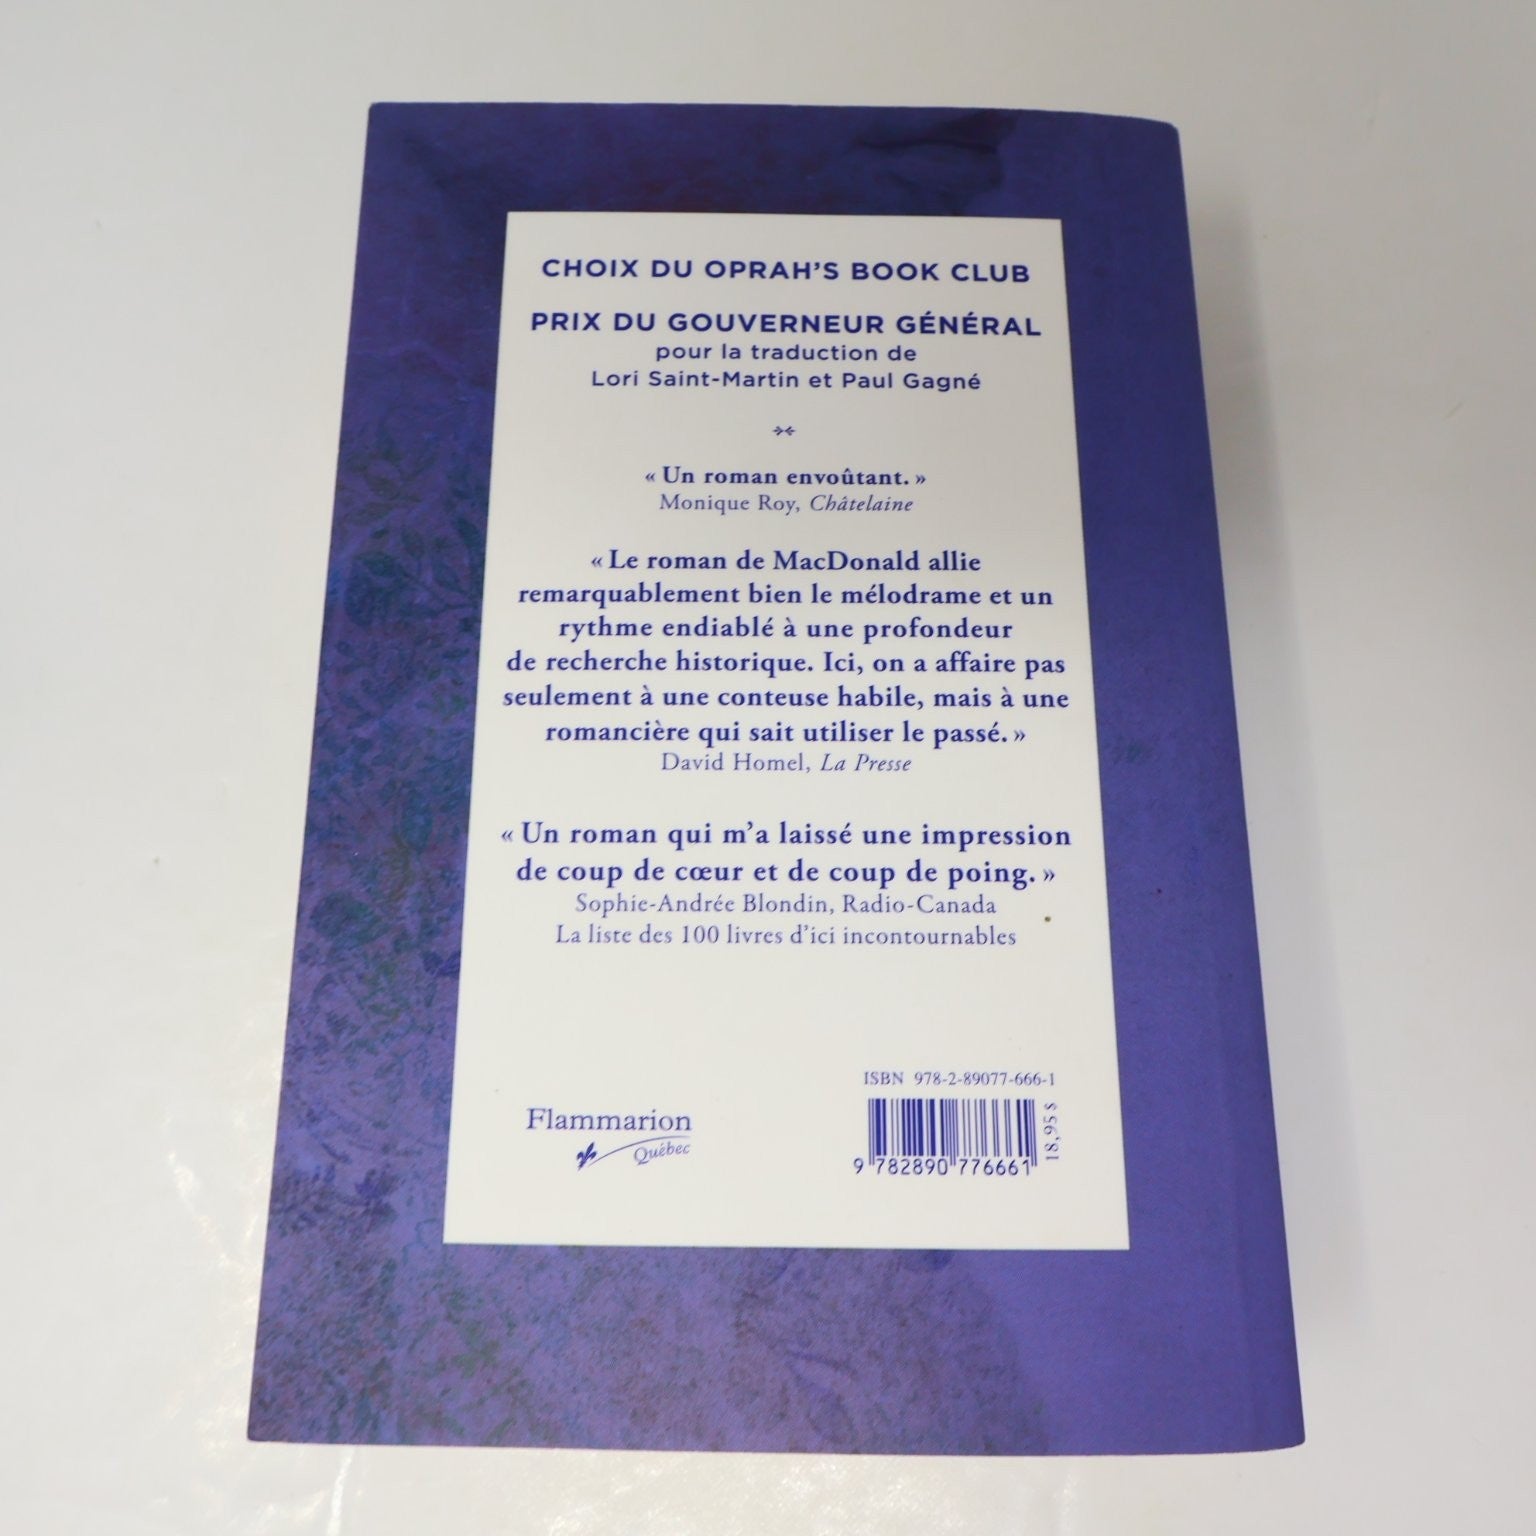 CHOIX DU OPRAH'S BOOK CLUB
PRIX DU GOUVERNEUR GÉNÉRAL
pour la traduction de
Lori Saint-Martin et Paul Gagné
« Un roman envoûtant. »
Monique Roy, Châtelaine
« Le roman de MacDonald allie
remarquablement bien le mélodrame et un
rythme endiablé à une profondeur
de recherche historique. Ici, on a affaire pas
seulement à une conteuse habile, mais à une
romancière qui sait utiliser le passé. »
David Homel, La Presse
« Un roman qui m'a laissé une impression
de coup de cœur et de coup de poing. »
Sophie-Andrée Blondin, Radio-Canada
La liste des 100 livres d'ici incontournables
ISBN 978-2-89077-666-1
Flammarion
Québec
9 782890 776661
18,95 $